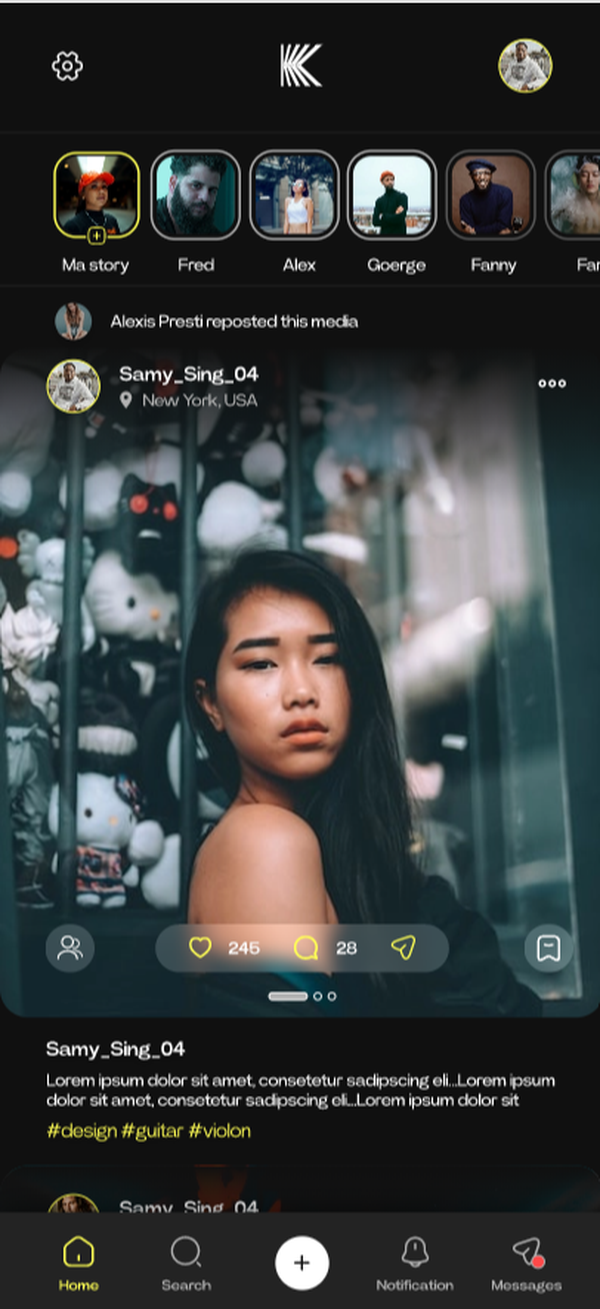 Ma story
Fred
Alex
Goerge
Fanny
Alexis Presti reposted this media
Samy_Sing_04
New York, USA
245
28
Samy_Sing_04
Lorem ipsum dolor sit amet, consetetur sadipscing eli...Lorem ipsum
dolor sit amet, consetetur sadipscing eli...Lorem ipsum dolor sit
#design #guitar #violon
Samy_Sing_04
Home
Search
Notification
Messages